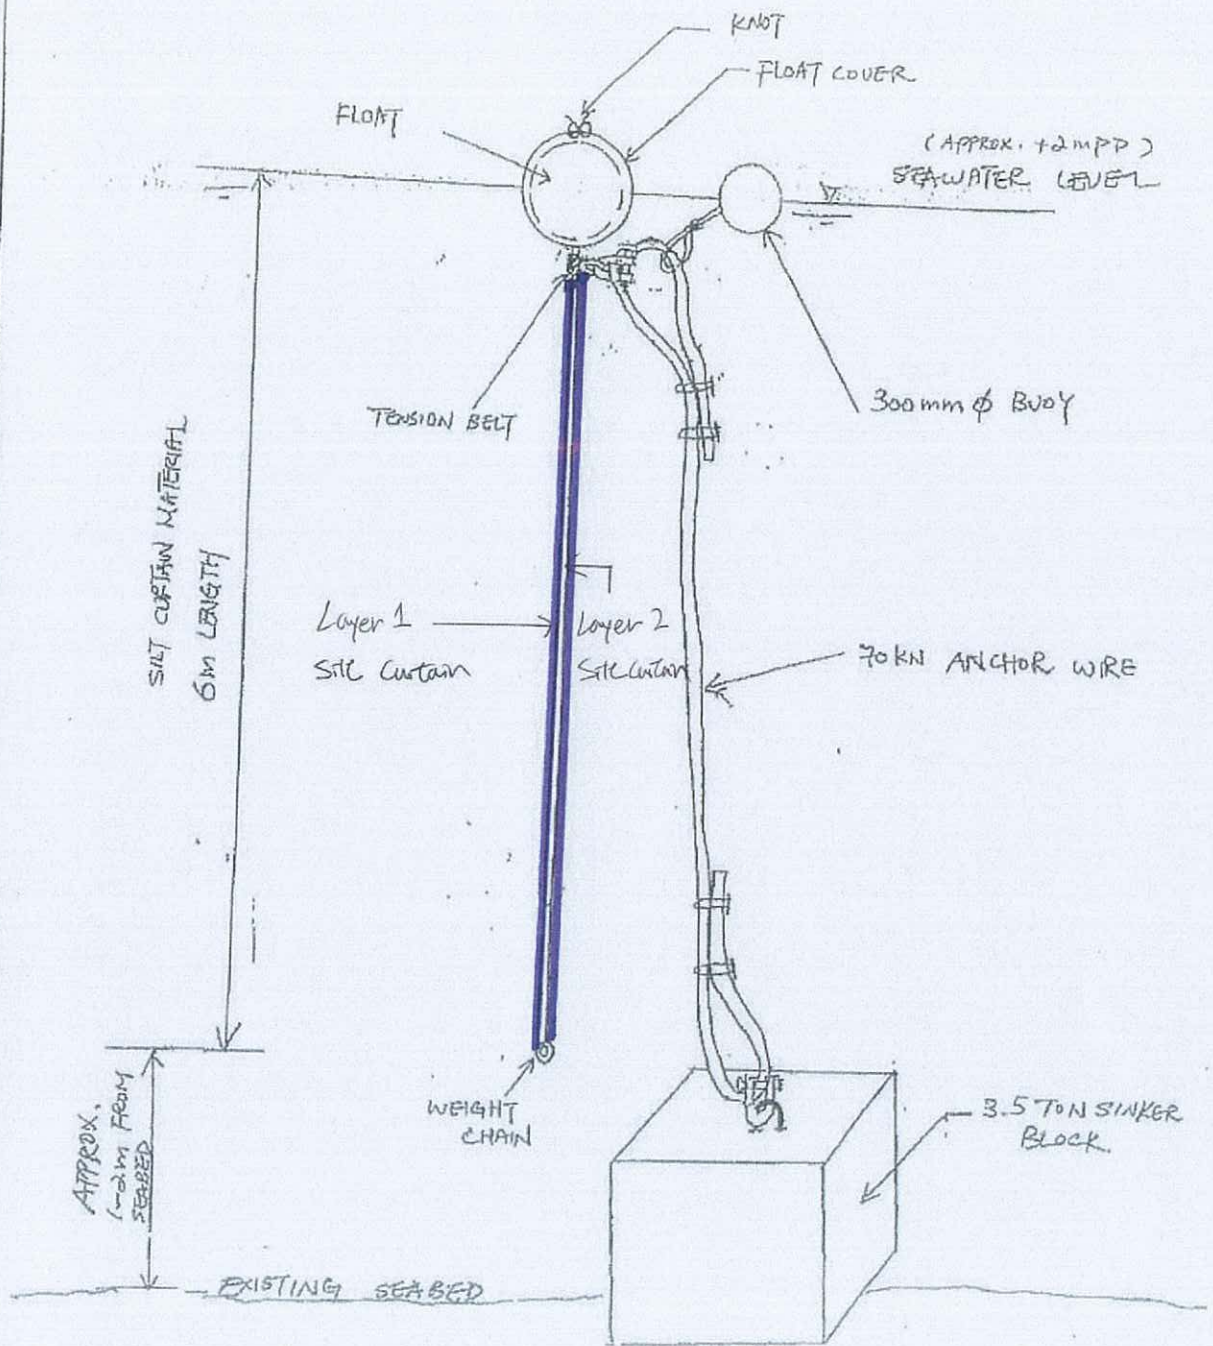 KNOT
FLOAT COVER
FLOAT
(APPROX. +2mPD)
SEAWATER LEVEL
TENSION BELT
300mm φ BUOY
SILT CURTAIN MATERIAL
6m LENGTH
Layer 1
Silt Curtain
Layer 2
Silt Curtain
70KN ANCHOR WIRE
WEIGHT
CHAIN
3.5 TON SINKER
BLOCK.
APPROX.
1~2m FROM
SEABED
EXISTING SEABED